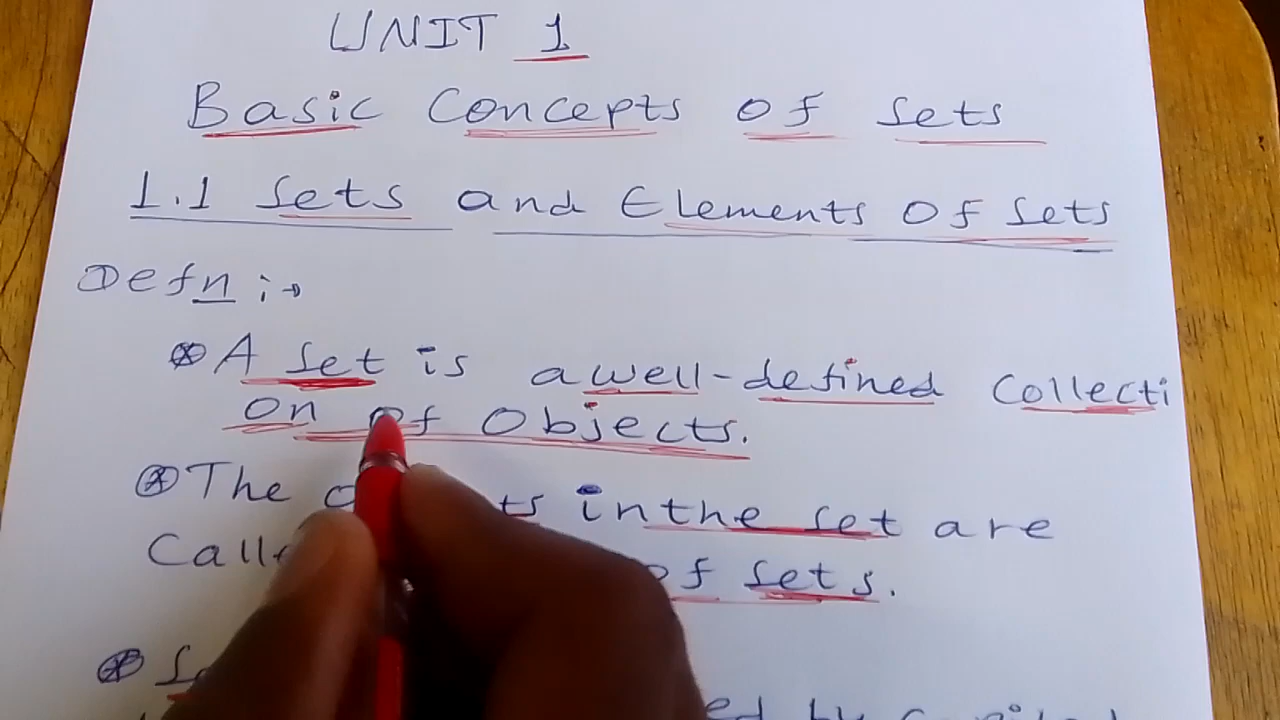 UNIT 1
Basic Concepts of Sets
1.1 Sets and Elements of Sets
Defn :→
A Set is a well-defined Collecti
on of Objects.
The in the set are
of Sets.
by